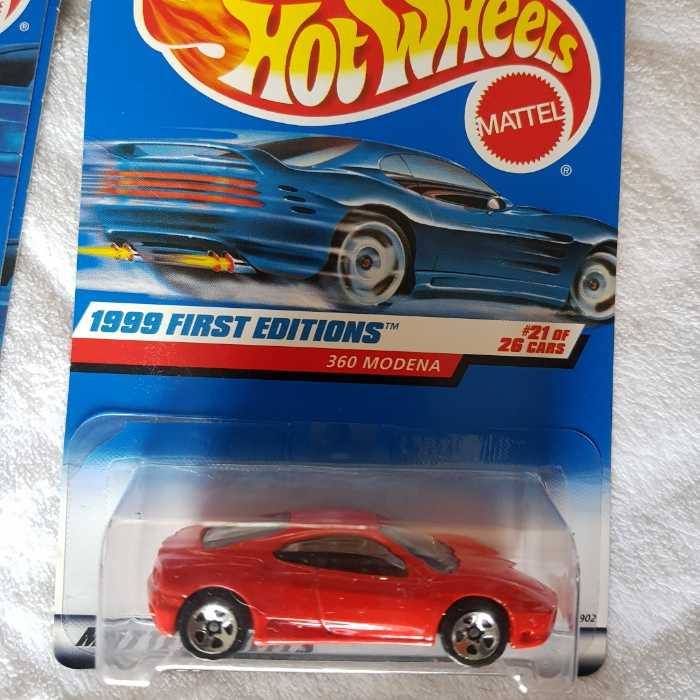 HOT WHEELS
MATTEL
®
1999 FIRST EDITIONS™
#21 OF
26 CARS
360 MODENA
902